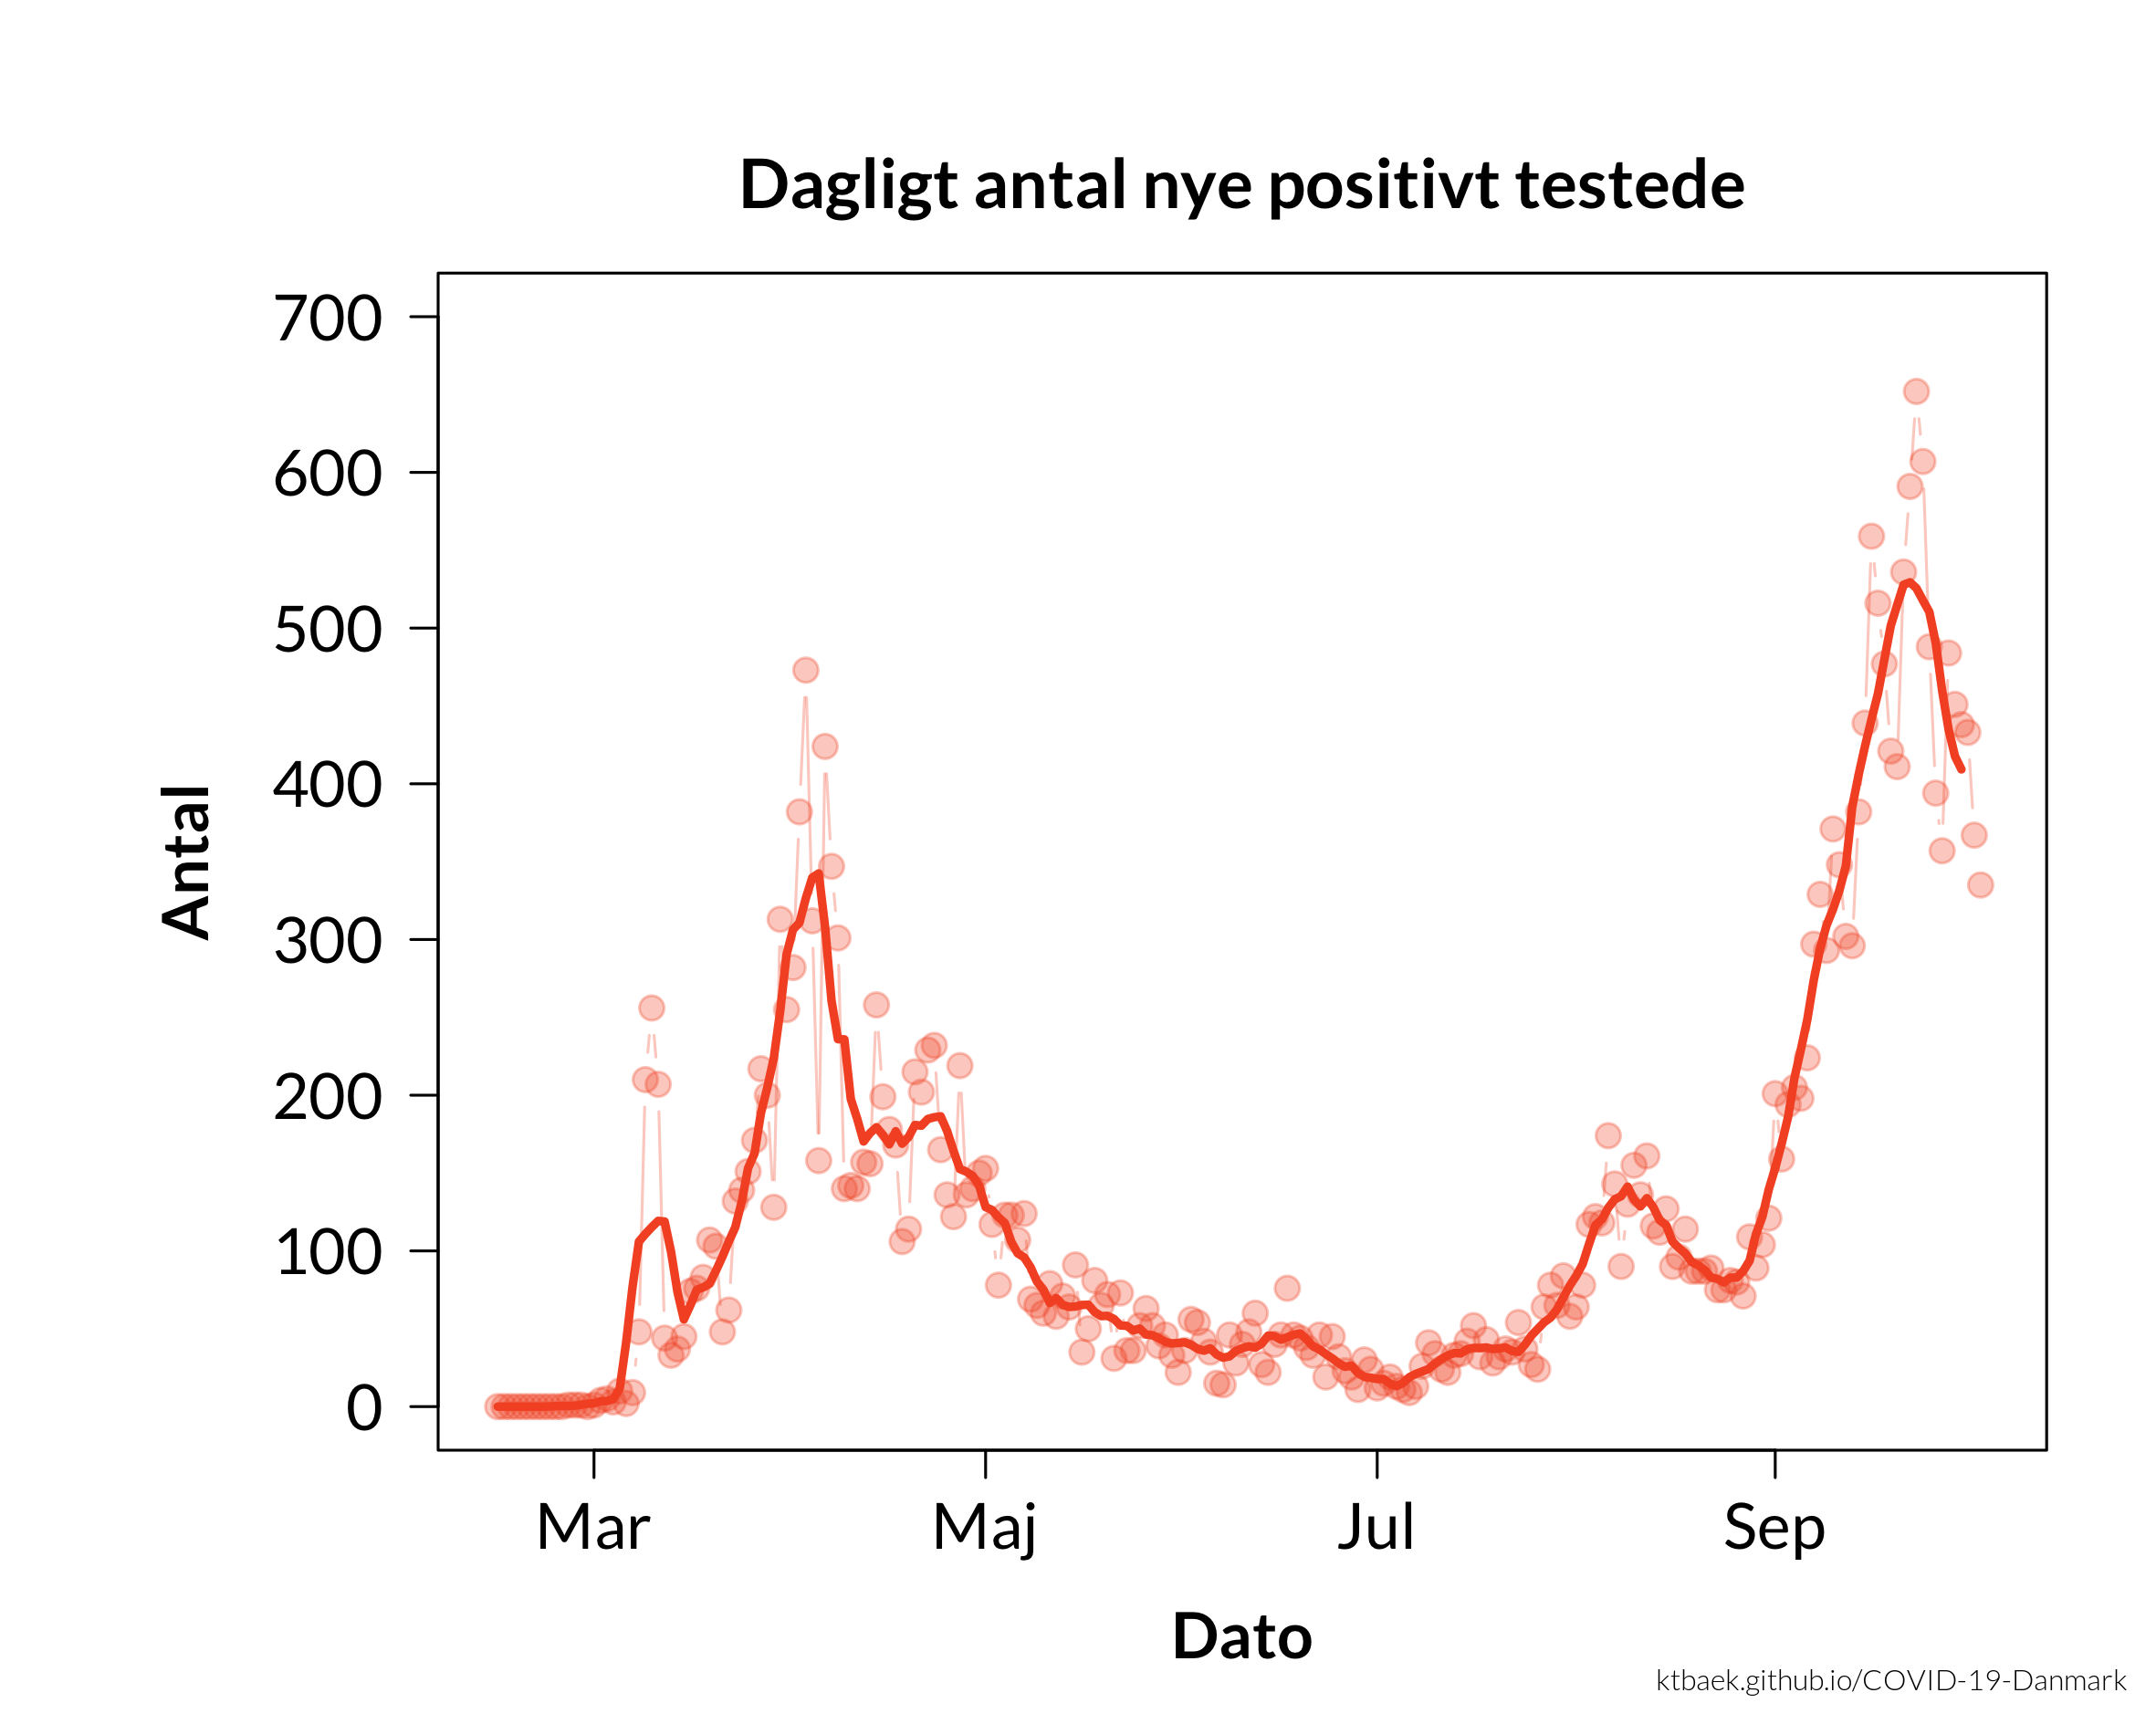 Dagligt antal nye positivt testede
Antal
700
600
500
400
300
200
100
0
Mar Maj Jul Sep
Dato
ktbaek.github.io/COVID-19-Danmark